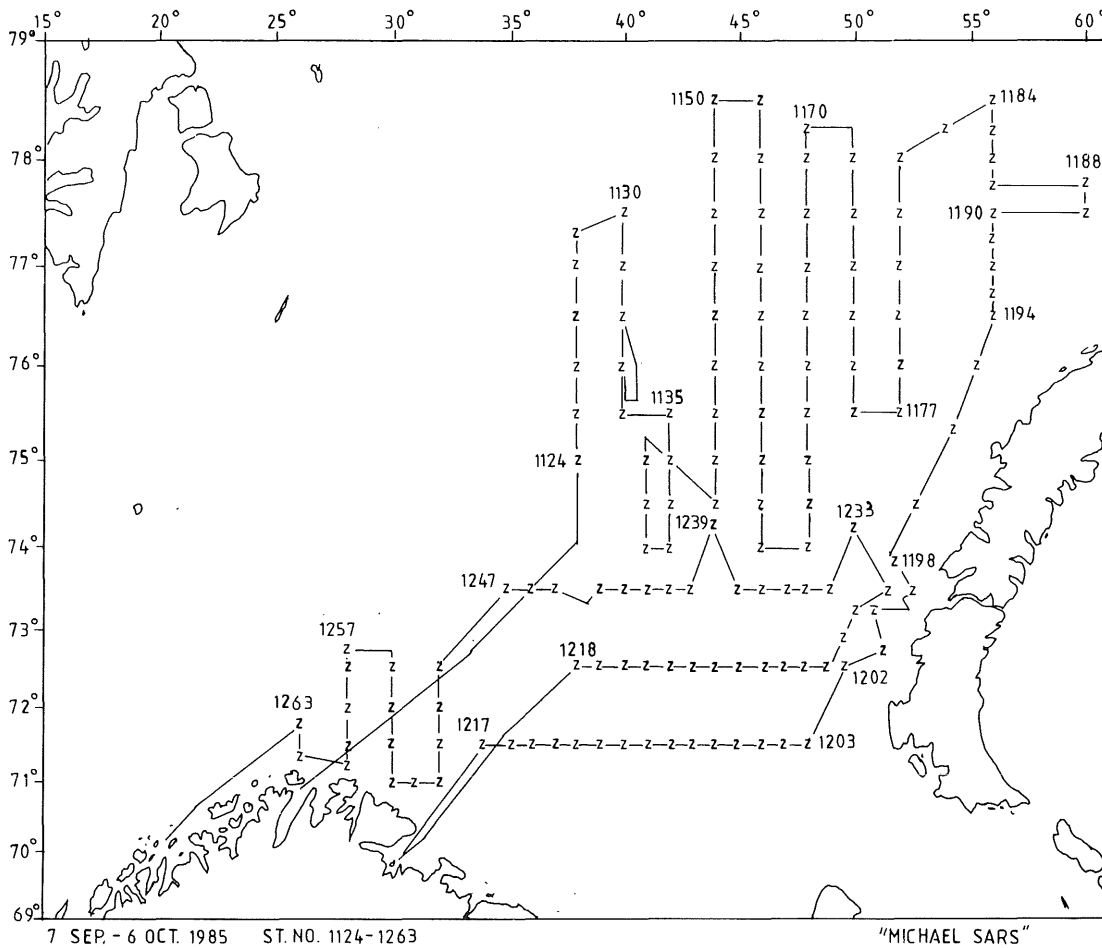 15° 20° 25° 30° 35° 40° 45° 50° 55° 60°
79°
1150 Z Z Z 1184
1170 Z Z Z
78° Z Z Z Z Z Z
1188
Z Z Z
1130 Z Z Z Z Z Z 1190 Z Z
Z Z
77° Z Z Z Z Z Z Z Z
Z
Z Z Z Z Z Z Z Z 1194
76° Z Z Z Z Z Z Z Z
1135
Z Z Z Z Z Z Z Z 1177
Z
75° 1124 Z Z Z Z Z Z
Z Z Z Z Z Z
1239 Z 1233 Z
74° Z Z Z Z
Z 1198
1247 Z Z Z Z Z Z Z Z Z Z Z Z Z Z Z
Z Z
73° 1257 Z
Z Z
Z Z Z 1218 Z Z Z Z Z Z Z Z Z Z Z Z Z 1202
72° Z Z Z
1263 Z
Z Z Z 1217 Z Z Z Z Z Z Z Z Z Z Z Z Z Z Z 1203
Z Z
71° Z Z Z
70°
69°
7 SEP. - 6 OCT. 1985 ST. NO. 1124-1263 "MICHAEL SARS"